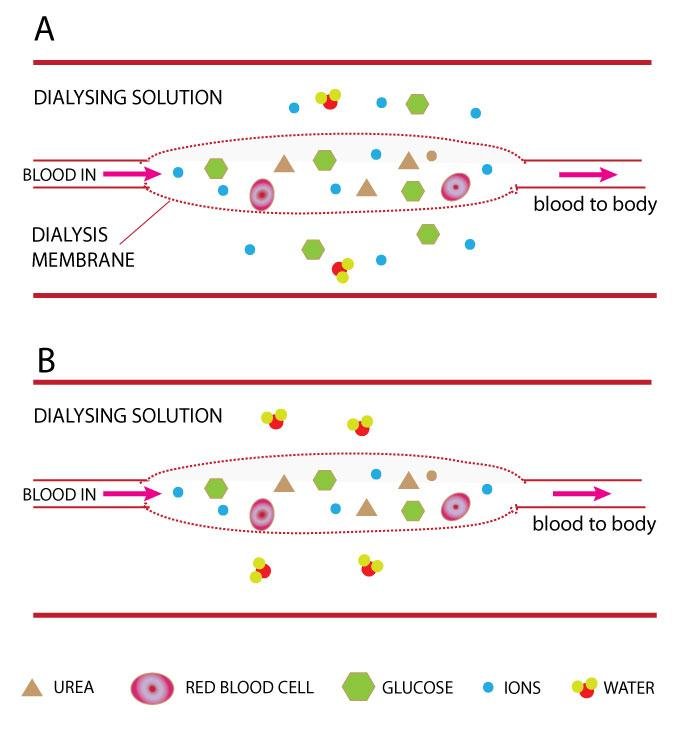 A
DIALYSING SOLUTION
BLOOD IN
blood to body
DIALYSIS
MEMBRANE
B
DIALYSING SOLUTION
BLOOD IN
blood to body
UREA
RED BLOOD CELL
GLUCOSE
IONS
WATER